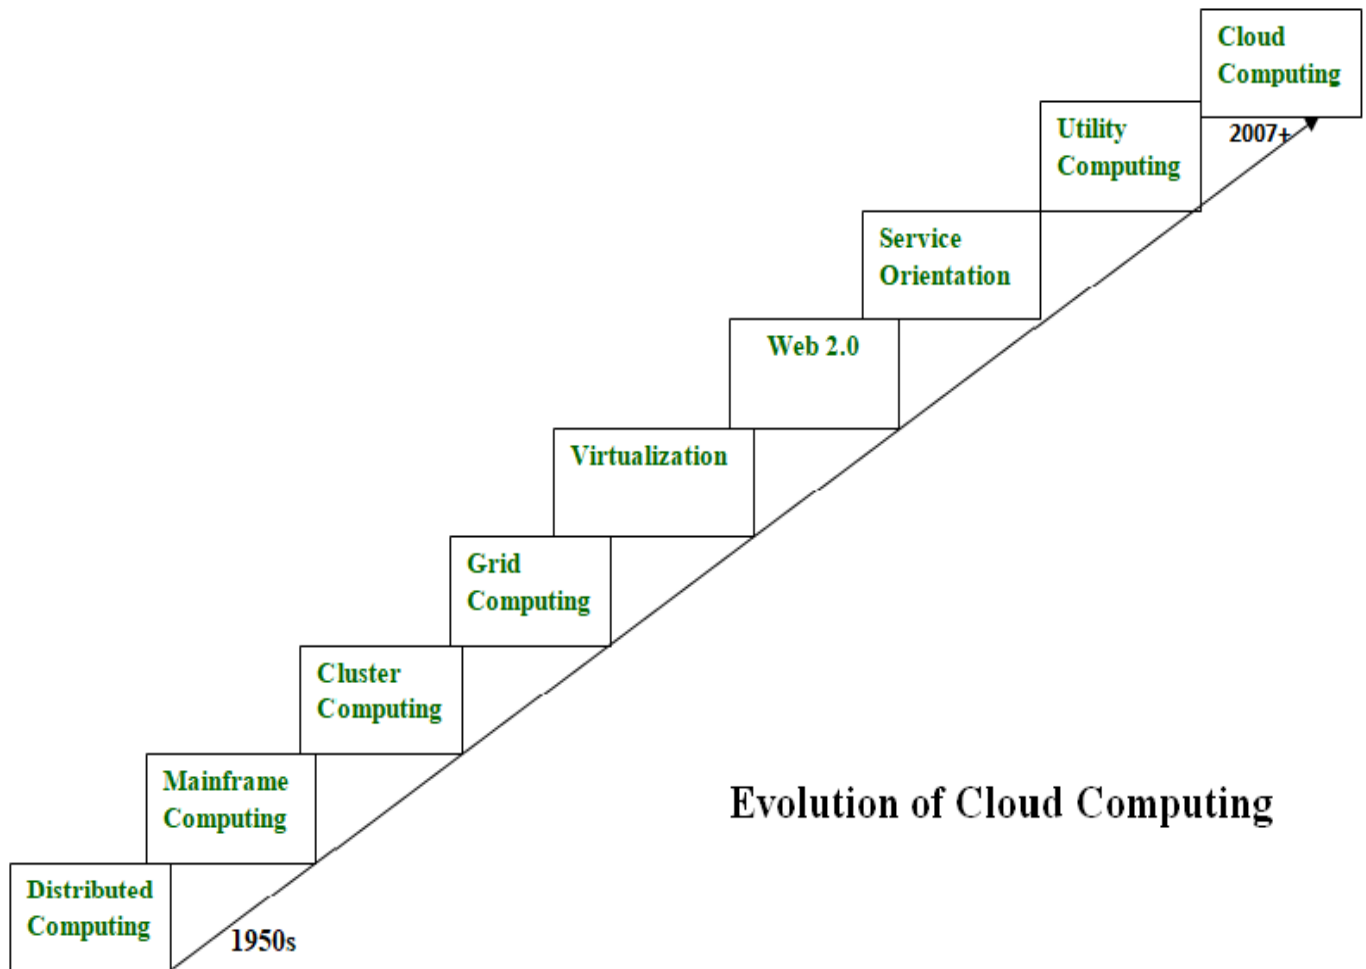 Cloud
Computing
2007+
Utility
Computing
Service
Orientation
Web 2.0
Virtualization
Grid
Computing
Cluster
Computing
Mainframe
Computing
Evolution of Cloud Computing
Distributed
Computing
1950s